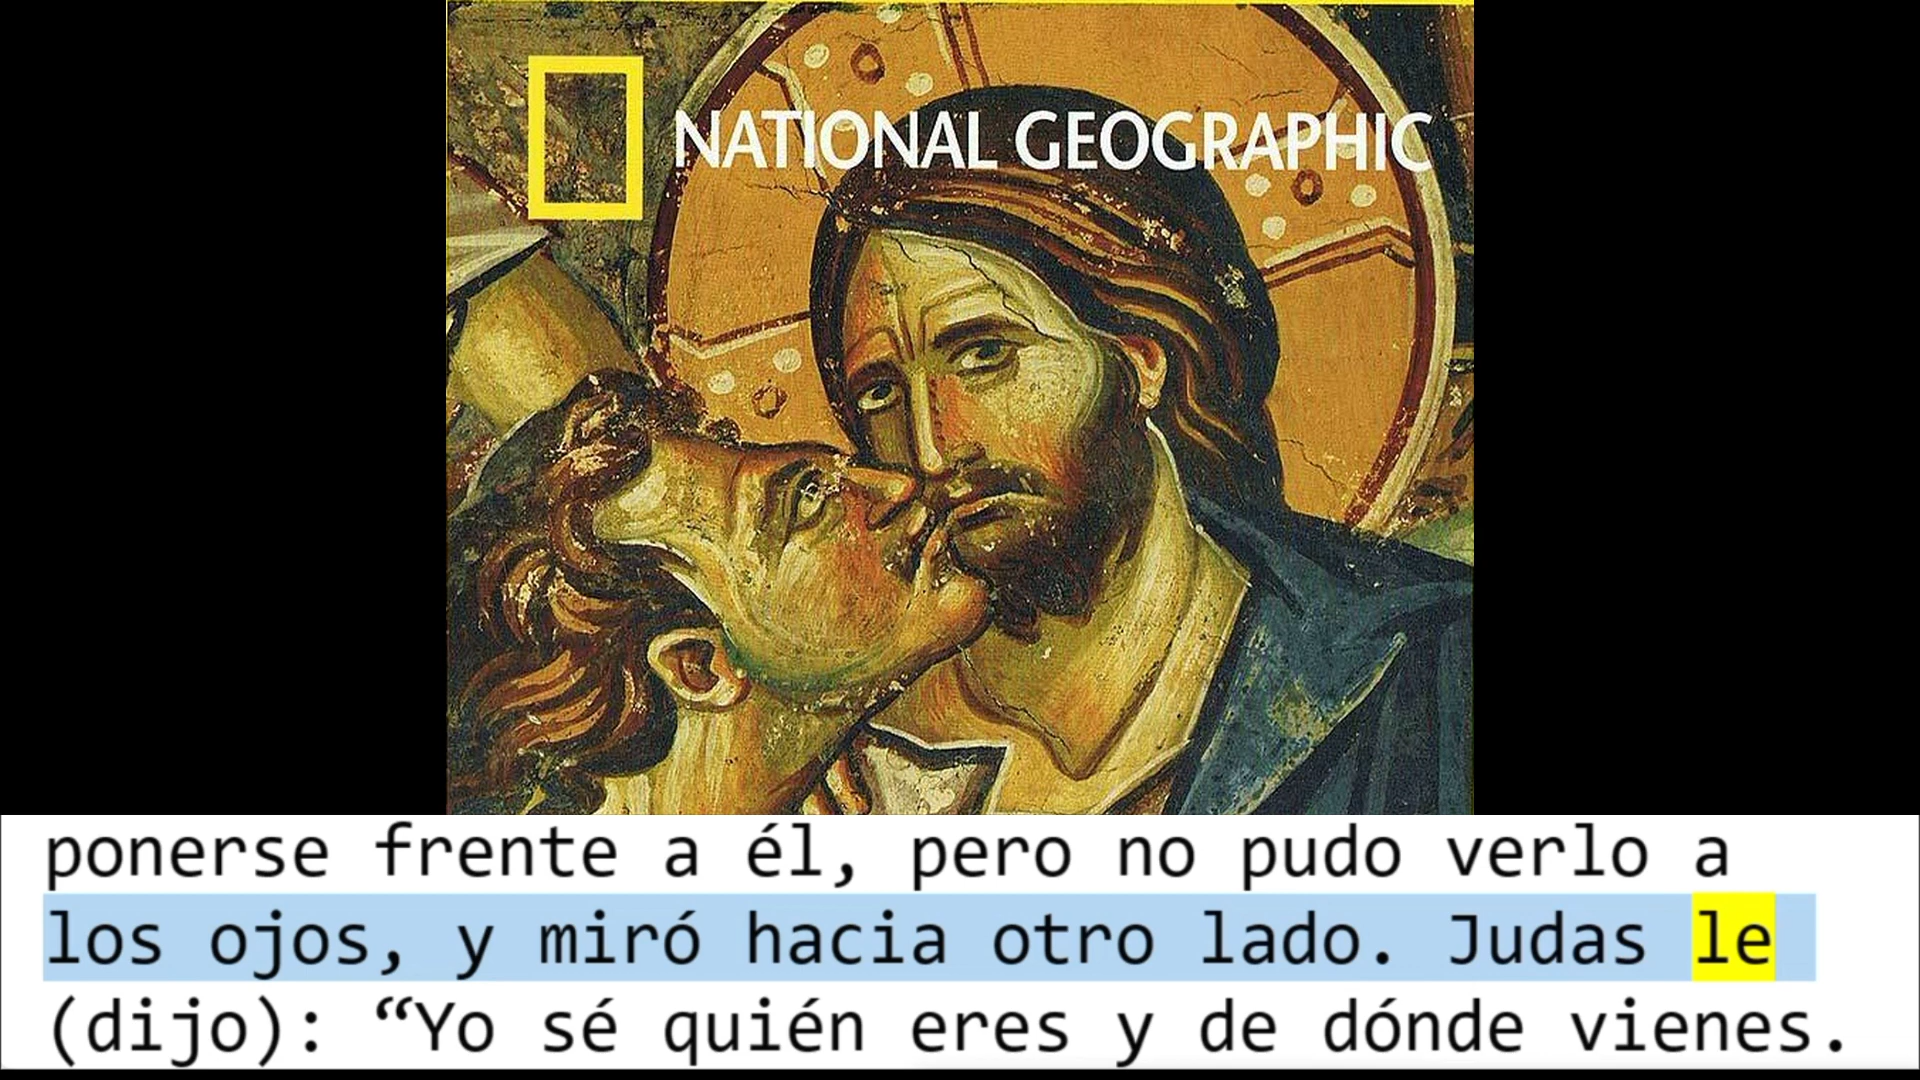 NATIONAL GEOGRAPHIC
ponerse frente a él, pero no pudo verlo a
los ojos, y miró hacia otro lado. Judas le
(dijo): “Yo sé quién eres y de dónde vienes.